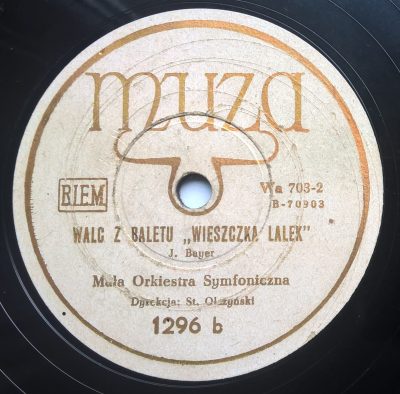 muza
BIEM
Wa 703-2
B-70903
WALC Z BALETU „WIESZCZKA LALEK"
J. Bayer
Mała Orkiestra Symfoniczna
Dyrekcja: St. Olszyński
1296 b